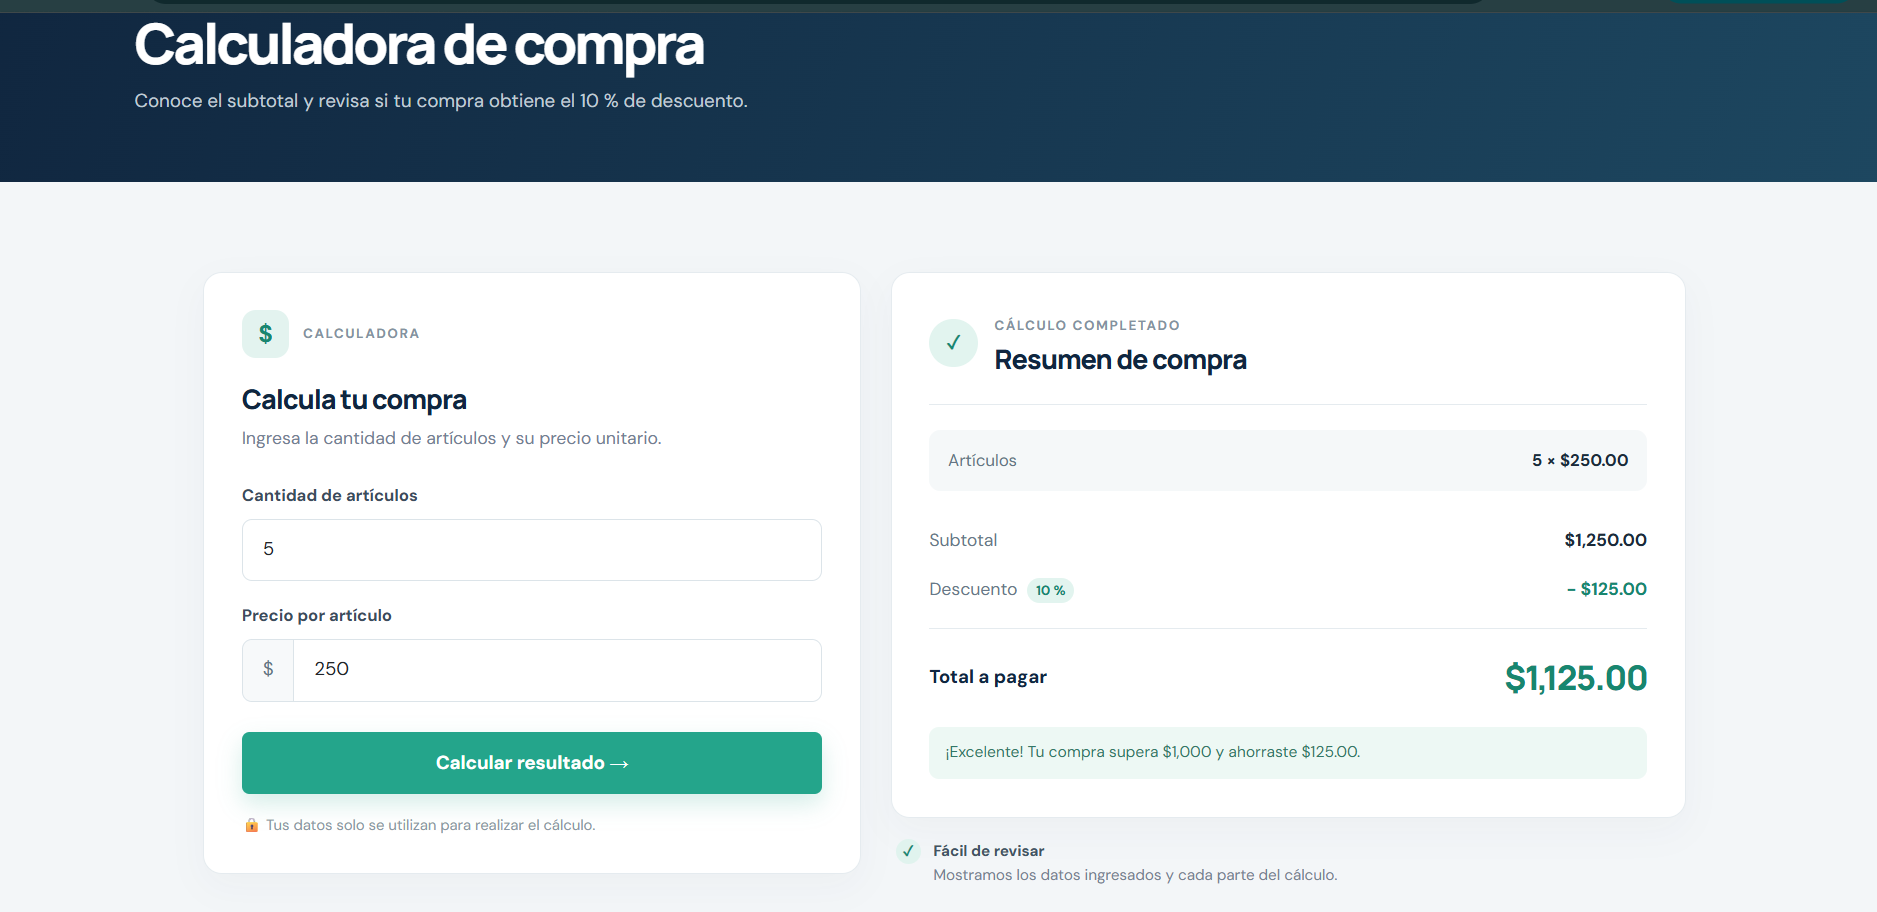 Calculadora de compra
Conoce el subtotal y revisa si tu compra obtiene el 10 % de descuento.
$ CALCULADORA
Calcula tu compra
Ingresa la cantidad de artículos y su precio unitario.
Cantidad de artículos
5
Precio por artículo
$ 250
Calcular resultado →
Tus datos solo se utilizan para realizar el cálculo.
✓ CÁLCULO COMPLETADO
Resumen de compra
Artículos 5 × $250.00
Subtotal $1,250.00
Descuento 10 % - $125.00
Total a pagar $1,125.00
¡Excelente! Tu compra supera $1,000 y ahorraste $125.00.
✓ Fácil de revisar
Mostramos los datos ingresados y cada parte del cálculo.